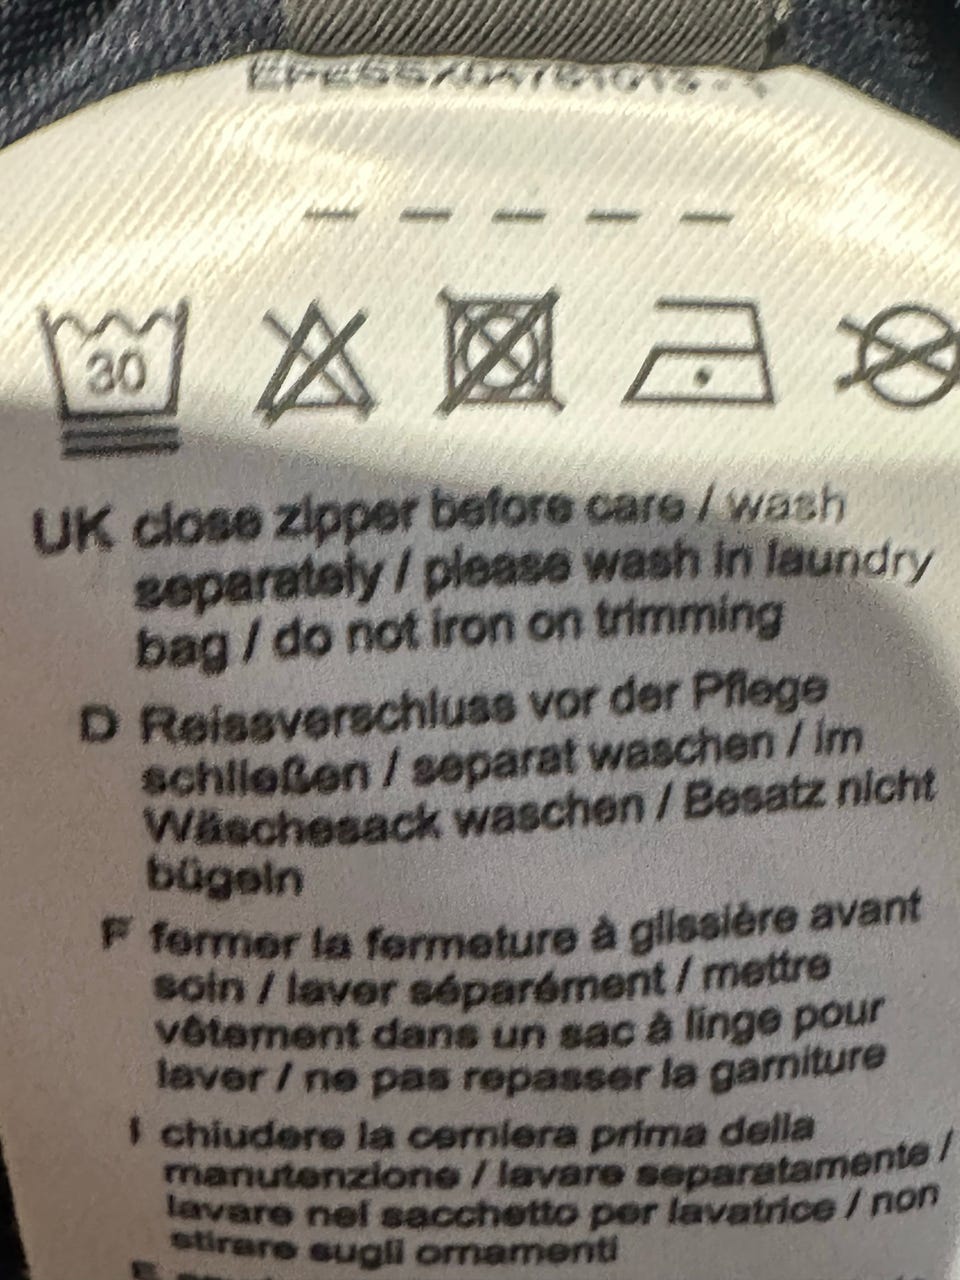 30
UK close zipper before care / wash
separately / please wash in laundry
bag / do not iron on trimming
D Reissverschluss vor der Pflege
schließen / separat waschen / im
Wäschesack waschen / Besatz nicht
bügeln
F fermer la fermeture à glissière avant
soin / laver séparément / mettre
vêtement dans un sac à linge pour
laver / ne pas repasser la garniture
I chiudere la cerniera prima della
manutenzione / lavare separatamente /
lavare nel sacchetto per lavatrice / non
stirare sugli ornamenti